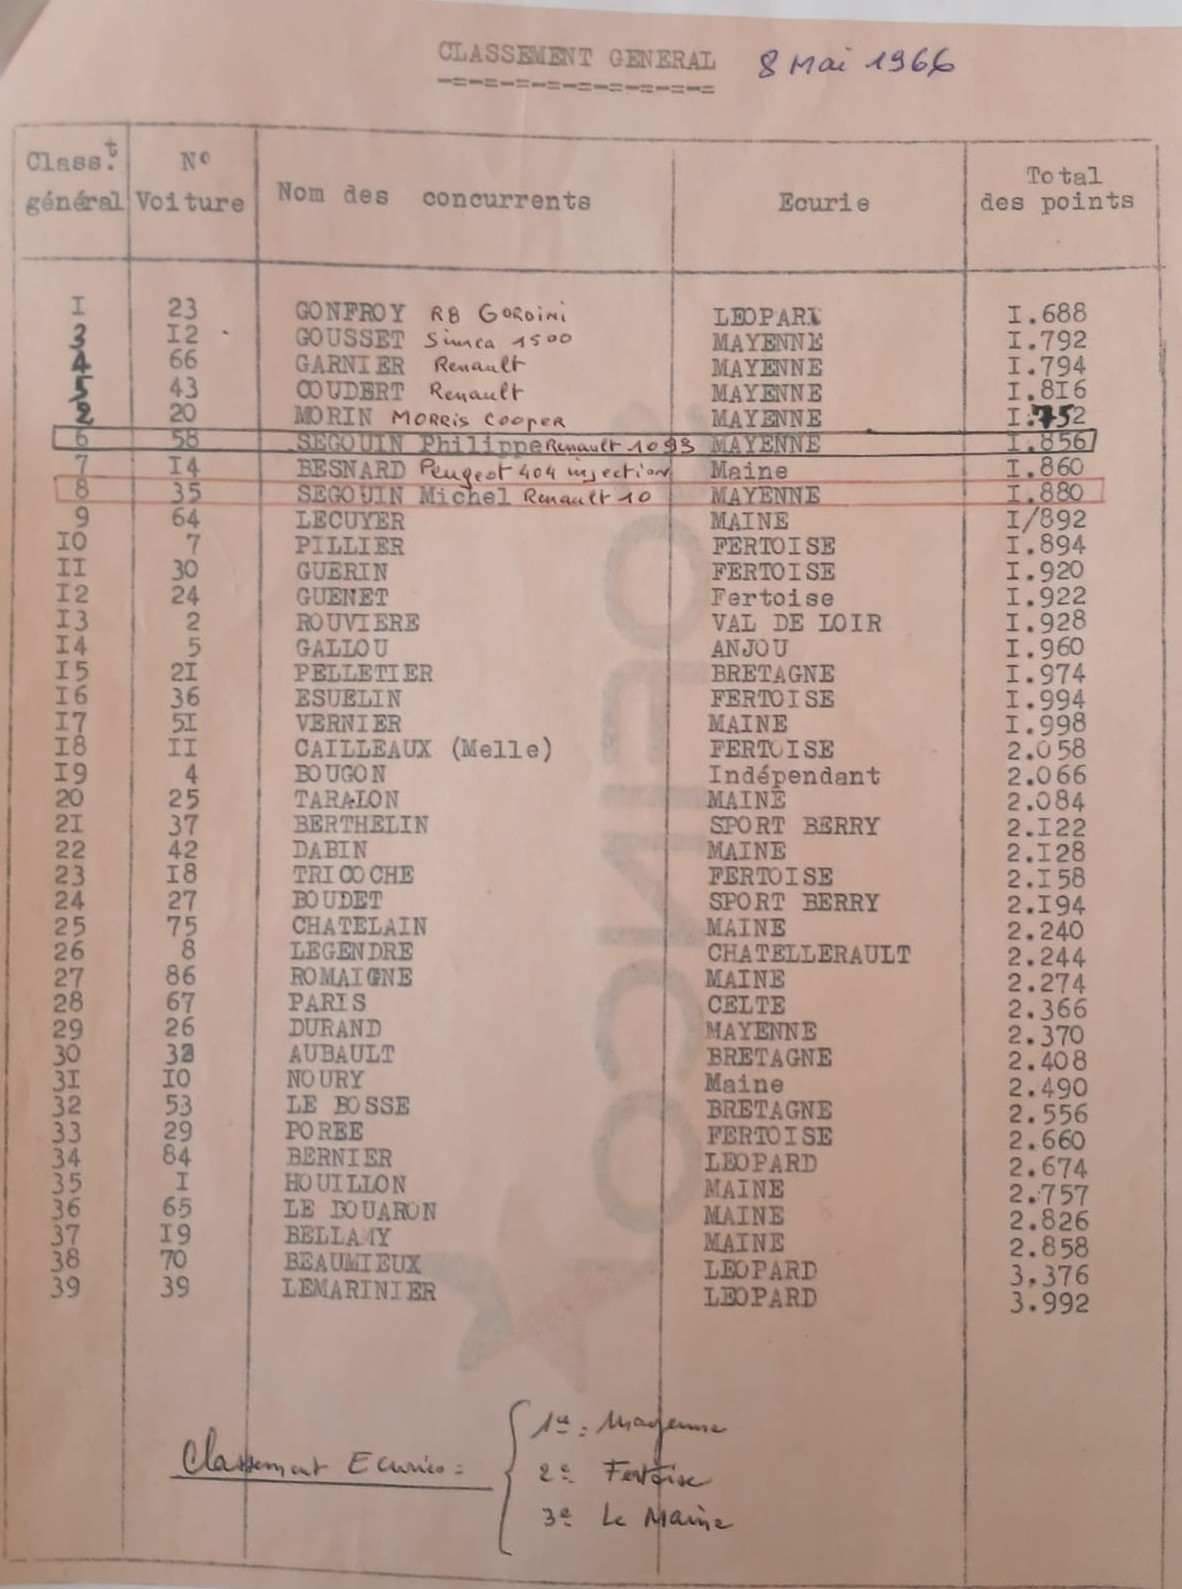 CLASSEMENT GENERAL 8 Mai 1966
-=-=-=-=-=-=-=-=-=
Class.t général N° Voiture Nom des concurrents Ecurie Total des points
I 23 GONFROY R8 GORDINI LEOPARD I.688
3 I2 GOUSSET Simca 1500 MAYENNE I.792
4 66 GARNIER Renault MAYENNE I.794
5 43 COUDERT Renault MAYENNE I.8I6
2 20 MORIN MORRIS COOPER MAYENNE I.752
6 58 SEGOUIN Philippe Renault 1093 MAYENNE I.856
7 I4 BESNARD Peugeot 404 injection Maine I.860
8 35 SEGOUIN Michel Renault 10 MAYENNE I.880
9 64 LECUYER MAINE I/892
I0 7 PILLIER FERTOISE I.894
II 30 GUERIN FERTOISE I.920
I2 24 GUENET Fertoise I.922
I3 2 ROUVIERE VAL DE LOIR I.928
I4 5 GALLOU ANJOU I.960
I5 2I PELLETIER BRETAGNE I.974
I6 36 ESUELIN FERTOISE I.994
I7 5I VERNIER MAINE I.998
I8 II CAILLEAUX (Melle) FERTOISE 2.058
I9 4 BOUGON Indépendant 2.066
20 25 TARALON MAINE 2.084
2I 37 BERTHELIN SPORT BERRY 2.I22
22 42 DABIN MAINE 2.I28
23 I8 TRICOCHE FERTOISE 2.I58
24 27 BOUDET SPORT BERRY 2.I94
25 75 CHATELAIN MAINE 2.240
26 8 LEGENDRE CHATELLERAULT 2.244
27 86 ROMAIGNE MAINE 2.274
28 67 PARIS CELTE 2.366
29 26 DURAND MAYENNE 2.370
30 AUBAULT BRETAGNE 2.408
3I I0 NOURY Maine 2.490
32 53 LE BOSSE BRETAGNE 2.556
33 29 POREE FERTOISE 2.660
34 84 BERNIER LEOPARD 2.674
35 I HOUILLON MAINE 2.757
36 65 LE DOUARON MAINE 2.826
37 I9 BELLAMY MAINE 2.858
38 70 BEAUMIEUX LEOPARD 3.376
39 39 LEMARINIER LEOPARD 3.992
Classement Ecuries : 1er : Mayenne
2e Fertoise
3e Le Maine